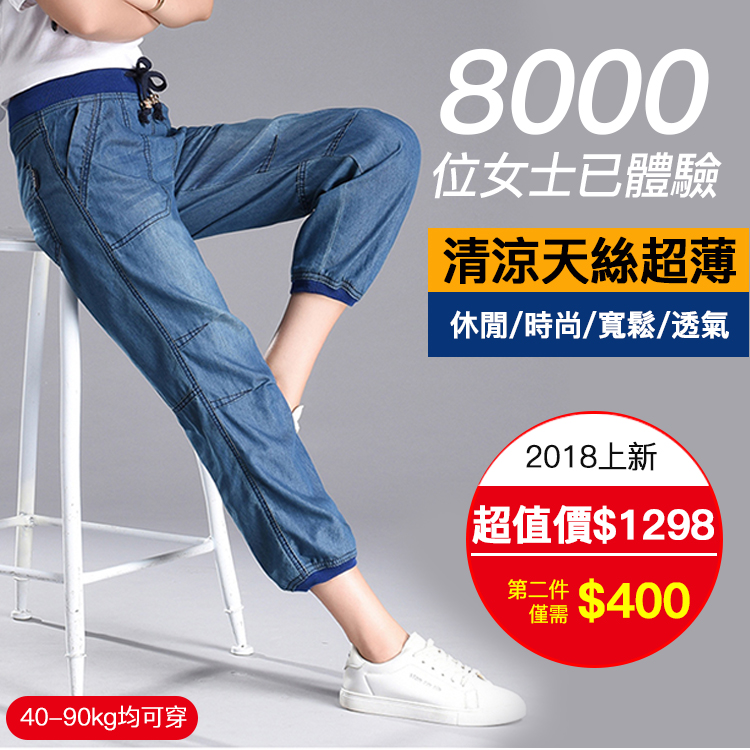 8000
位女士已體驗
清涼天絲超薄
休閒/時尚/寬鬆/透氣
2018上新
超值價$1298
第二件
僅需
$400
40-90kg均可穿